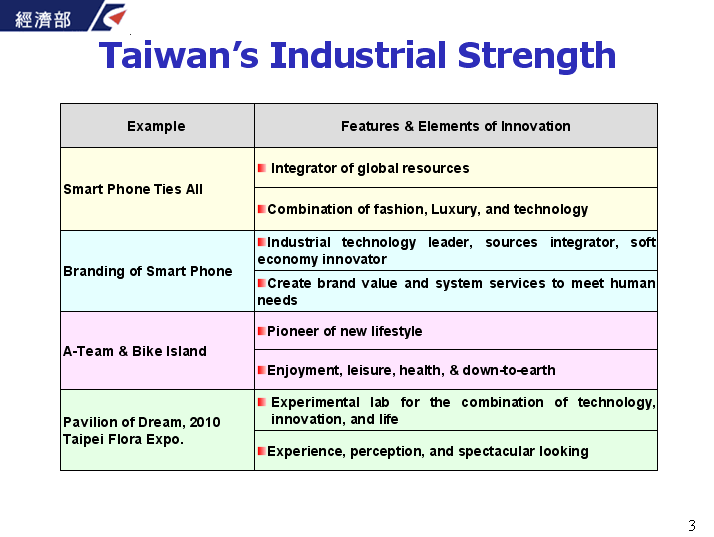 經濟部
Taiwan’s Industrial Strength
Example
Features & Elements of Innovation
Smart Phone Ties All
Integrator of global resources
Combination of fashion, Luxury, and technology
Branding of Smart Phone
Industrial technology leader, sources integrator, soft
economy innovator
Create brand value and system services to meet human
needs
A-Team & Bike Island
Pioneer of new lifestyle
Enjoyment, leisure, health, & down-to-earth
Pavilion of Dream, 2010
Taipei Flora Expo.
Experimental lab for the combination of technology,
innovation, and life
Experience, perception, and spectacular looking
3